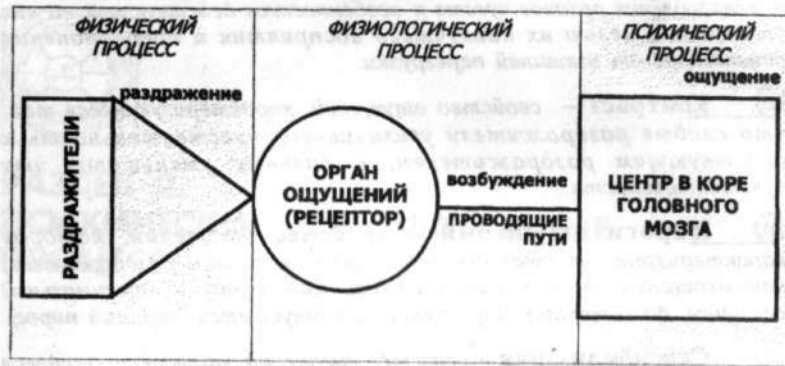 ФИЗИЧЕСКИЙ
ПРОЦЕСС
ФИЗИОЛОГИЧЕСКИЙ
ПРОЦЕСС
ПСИХИЧЕСКИЙ
ПРОЦЕСС
раздражение
ощущение
РАЗДРАЖИТЕЛИ
ОРГАН
ОЩУЩЕНИЙ
(РЕЦЕПТОР)
возбуждение
ПРОВОДЯЩИЕ
ПУТИ
ЦЕНТР В КОРЕ
ГОЛОВНОГО
МОЗГА